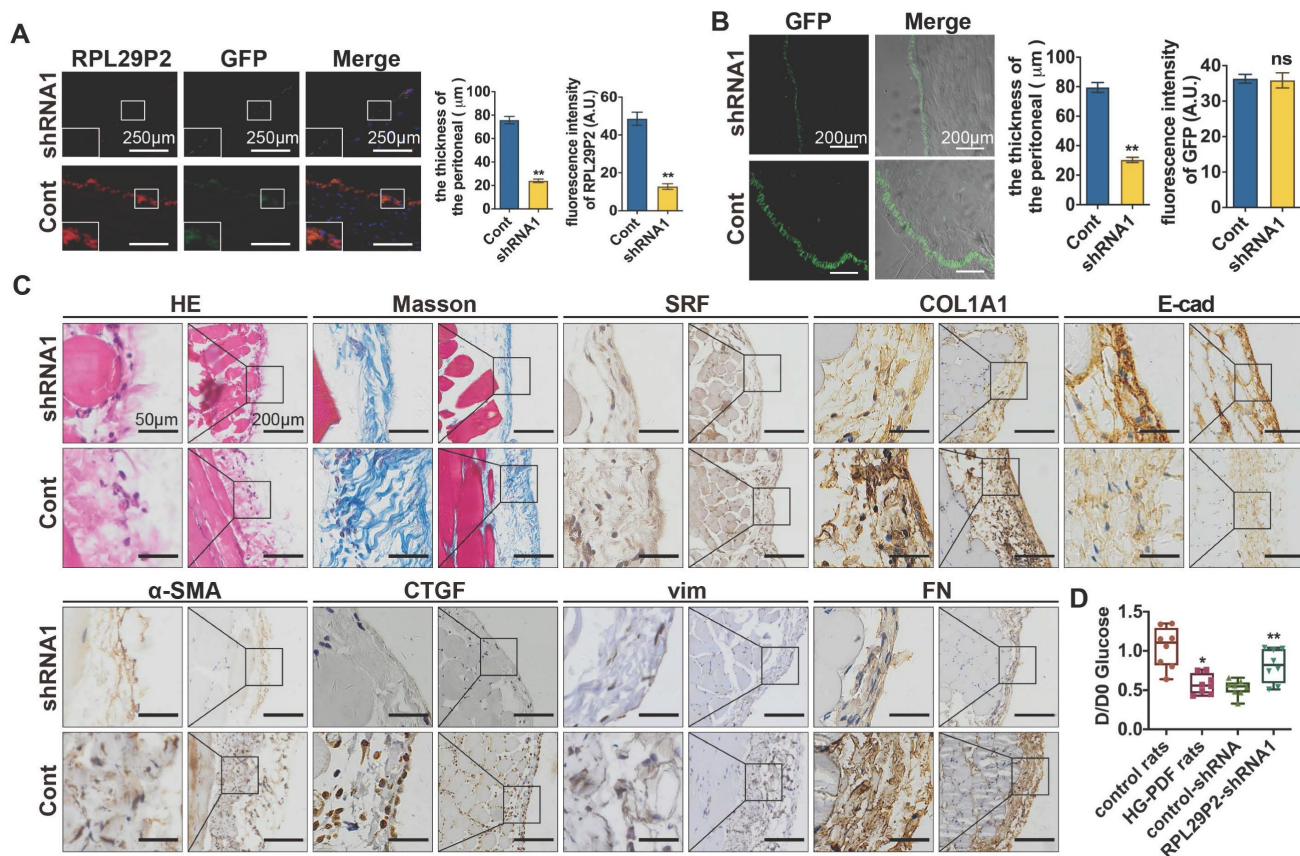 A
RPL29P2 GFP Merge
shRNA1
250μm 250μm 250μm
Cont
the thickness of
the peritoneal ( μm)
100
80
60
40
20
0
**
Cont
shRNA1
fluorescence intensity
of RPL29P2 (A.U.)
60
40
20
0
**
Cont
shRNA1
B
GFP Merge
shRNA1
200μm 200μm
Cont
the thickness of
the peritoneal ( μm)
100
80
60
40
20
0
**
Cont
shRNA1
fluorescence intensity
of GFP (A.U.)
40
30
20
10
0
ns
Cont
shRNA1
C
HE Masson SRF COL1A1 E-cad
shRNA1
50μm 200μm
Cont
α-SMA CTGF vim FN
shRNA1
Cont
D
D/D0 Glucose
1.5
1.0
0.5
0.0
*
**
control rats
HG-PDF rats
control-shRNA
RPL29P2-shRNA1